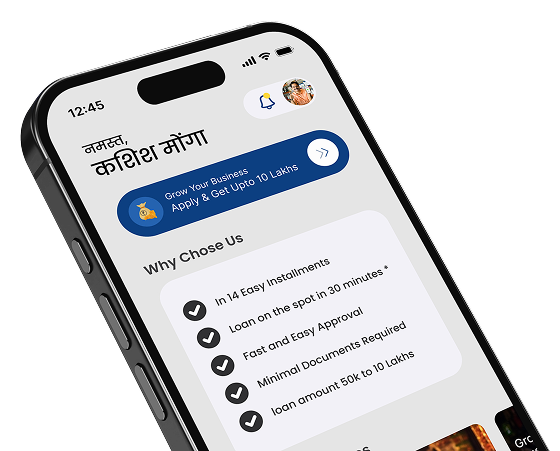 12:45
नमस्त,
कशिश मोंगा
Grow Your Business
Apply & Get Upto 10 Lakhs
Why Chose Us
In 14 Easy Installments
Loan on the spot in 30 minutes *
Fast and Easy Approval
Minimal Documents Required
loan amount 50k to 10 Lakhs